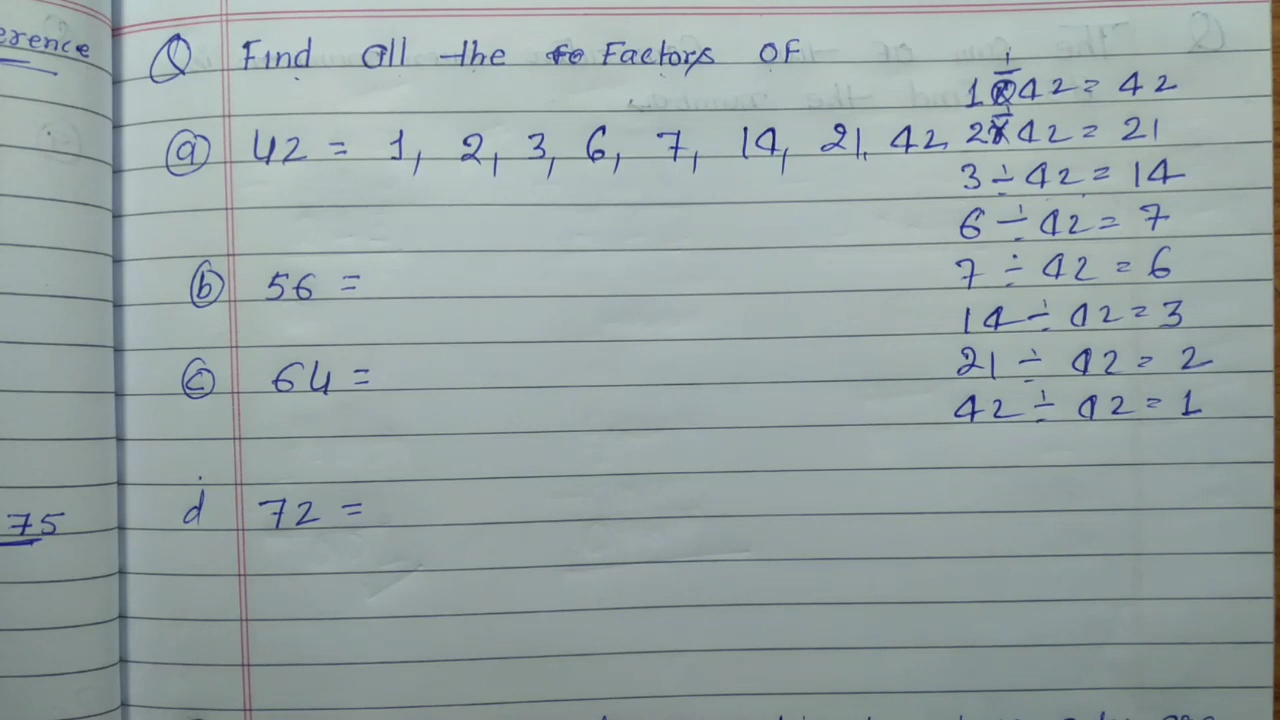 erence
Q Find all the Factors OF
1 ÷ 42 = 42
a 42 = 1, 2, 3, 6, 7, 14, 21, 42
2 ÷ 42 = 21
3 ÷ 42 = 14
6 ÷ 42 = 7
b 56 =
7 ÷ 42 = 6
14 ÷ 42 = 3
c 64 =
21 ÷ 42 = 2
42 ÷ 42 = 1
d 72 =
75